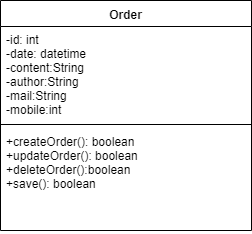 Order
-id: int
-date: datetime
-content:String
-author:String
-mail:String
-mobile:int
+createOrder(): boolean
+updateOrder(): boolean
+deleteOrder():boolean
+save(): boolean